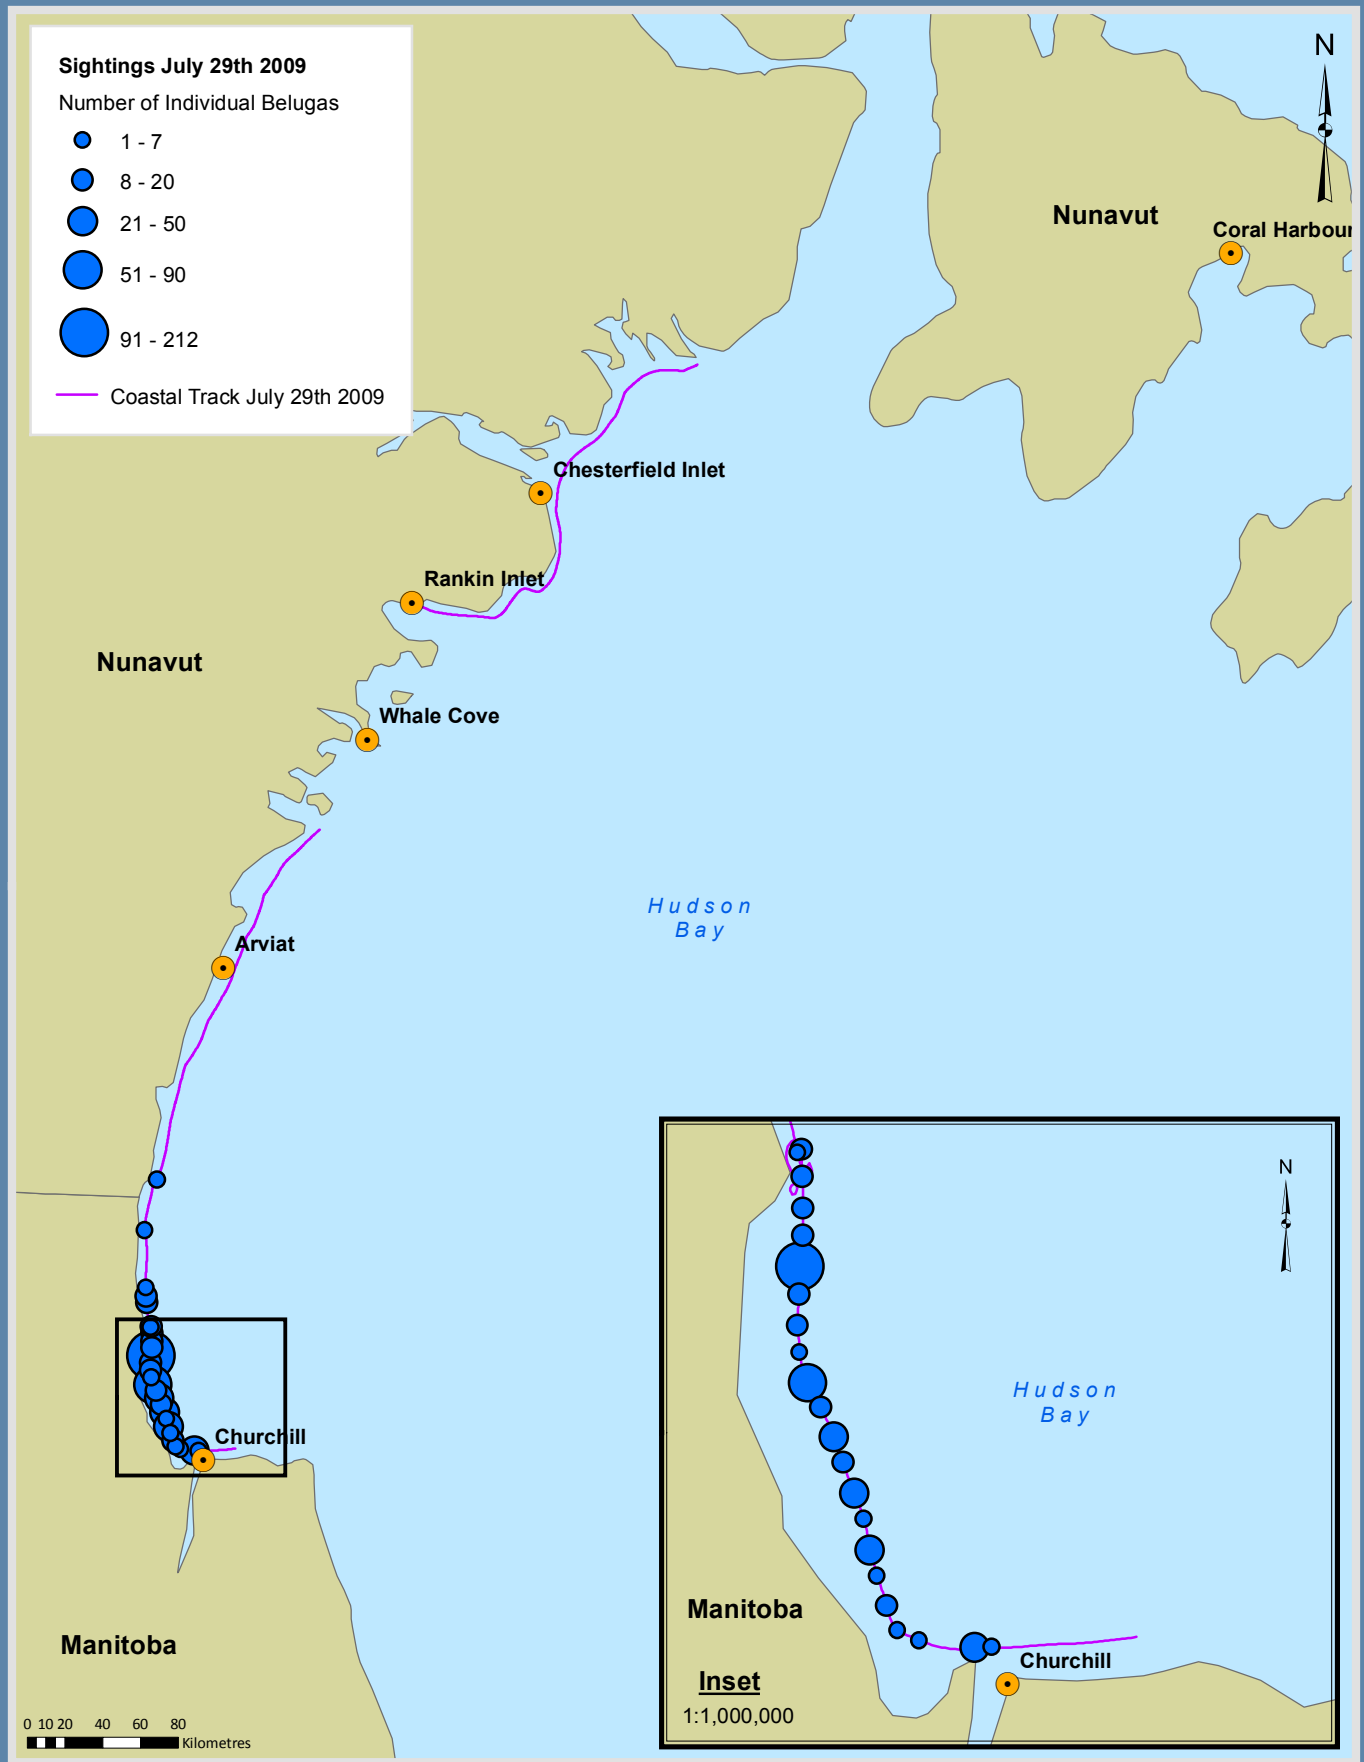 Sightings July 29th 2009
Number of Individual Belugas
1 - 7
8 - 20
21 - 50
51 - 90
91 - 212
Coastal Track July 29th 2009
N
Nunavut
Coral Harbour
Chesterfield Inlet
Rankin Inlet
Nunavut
Whale Cove
Hudson
Bay
Arviat
Churchill
Manitoba
0 10 20 40 60 80
Kilometres
N
Hudson
Bay
Manitoba
Churchill
Inset
1:1,000,000